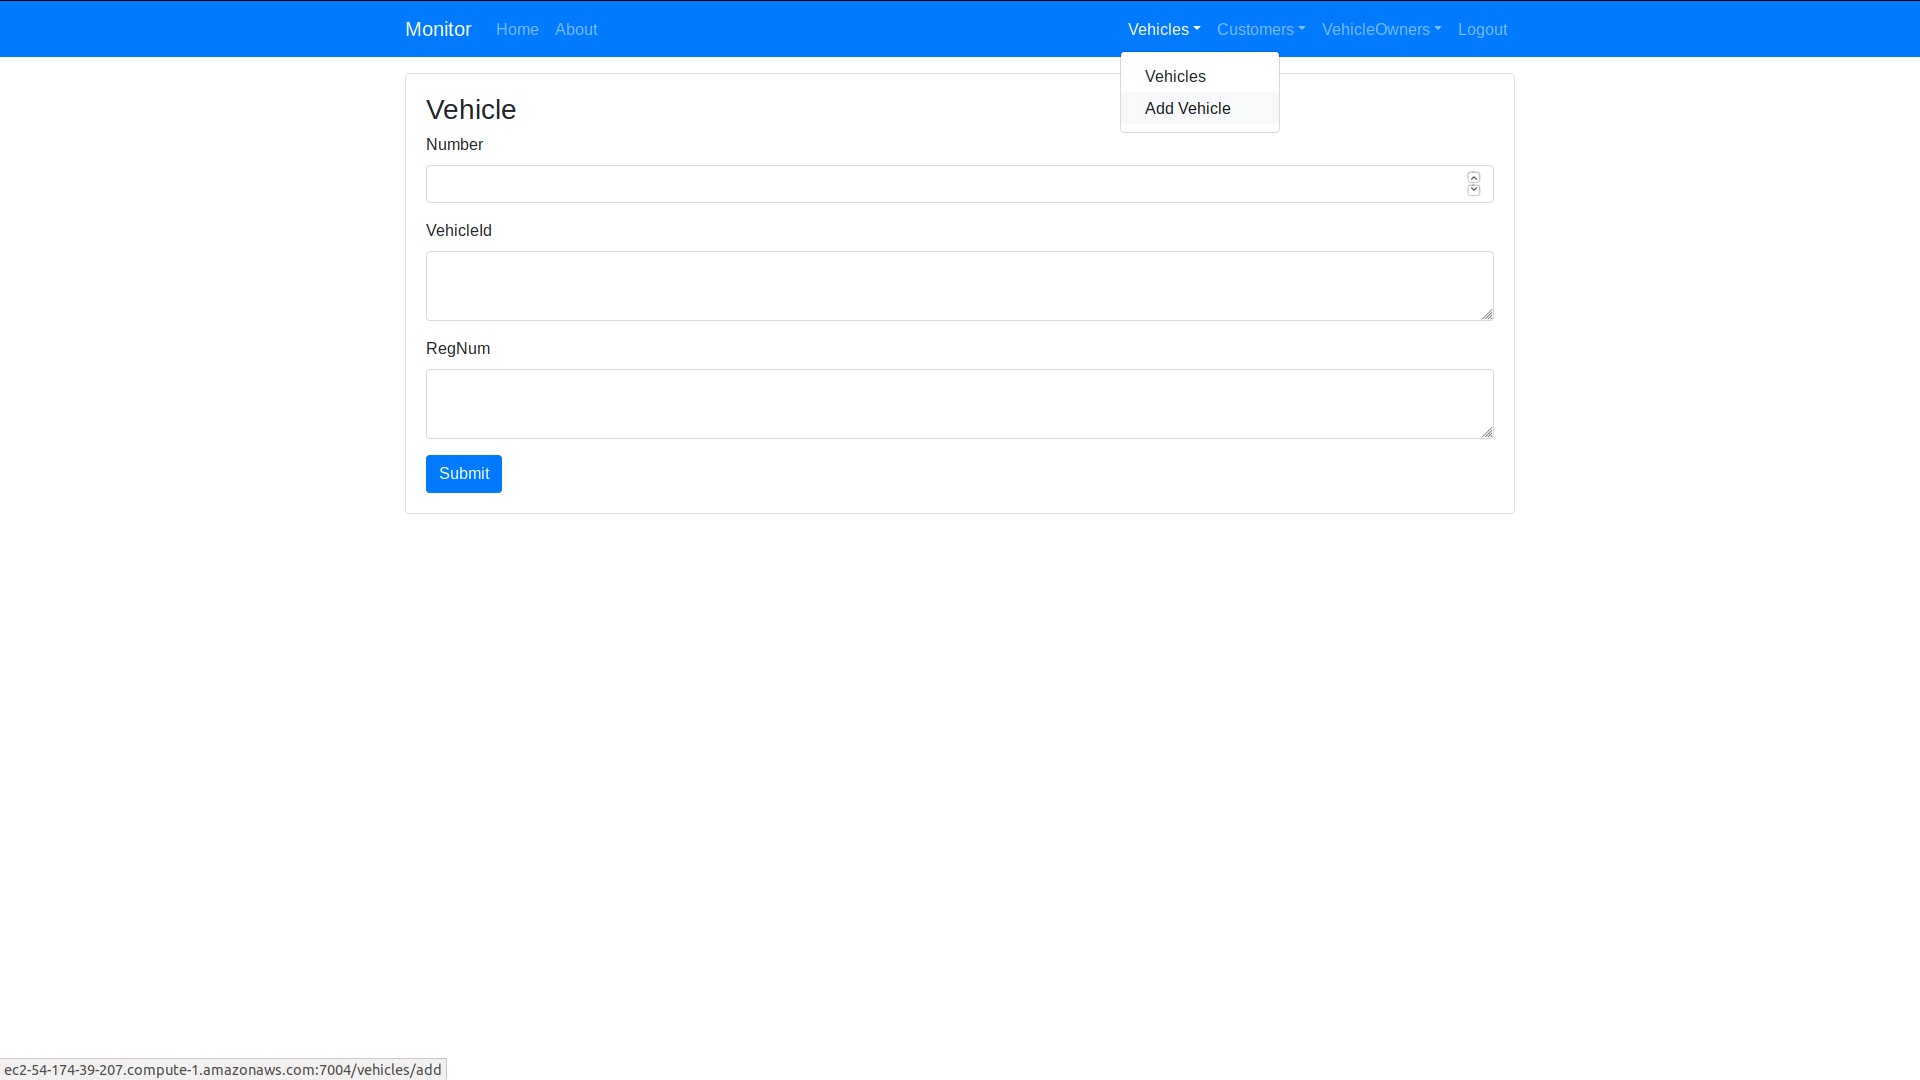 Monitor Home About Vehicles Customers VehicleOwners Logout
Vehicles
Add Vehicle
Vehicle
Number
VehicleId
RegNum
Submit
ec2-54-174-39-207.compute-1.amazonaws.com:7004/vehicles/add